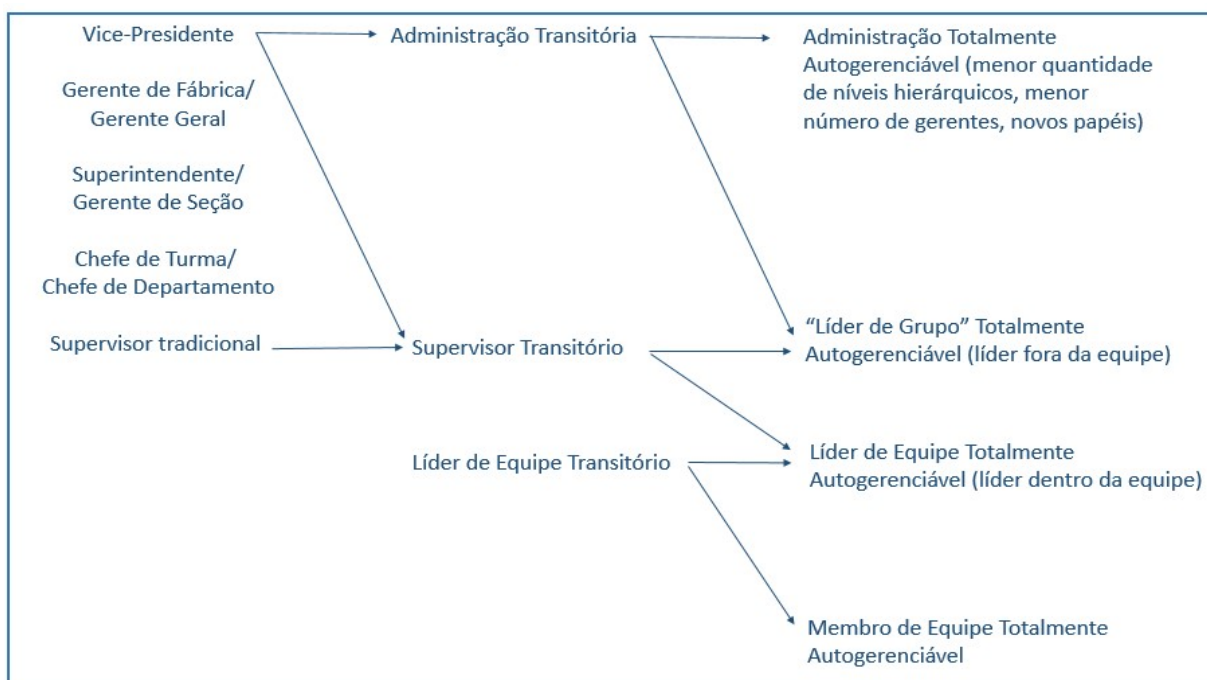 Vice-Presidente
Gerente de Fábrica/
Gerente Geral
Superintendente/
Gerente de Seção
Chefe de Turma/
Chefe de Departamento
Supervisor tradicional
Administração Transitória
Supervisor Transitório
Líder de Equipe Transitório
Administração Totalmente
Autogerenciável (menor quantidade
de níveis hierárquicos, menor
número de gerentes, novos papéis)
“Líder de Grupo” Totalmente
Autogerenciável (líder fora da equipe)
Líder de Equipe Totalmente
Autogerenciável (líder dentro da equipe)
Membro de Equipe Totalmente
Autogerenciável